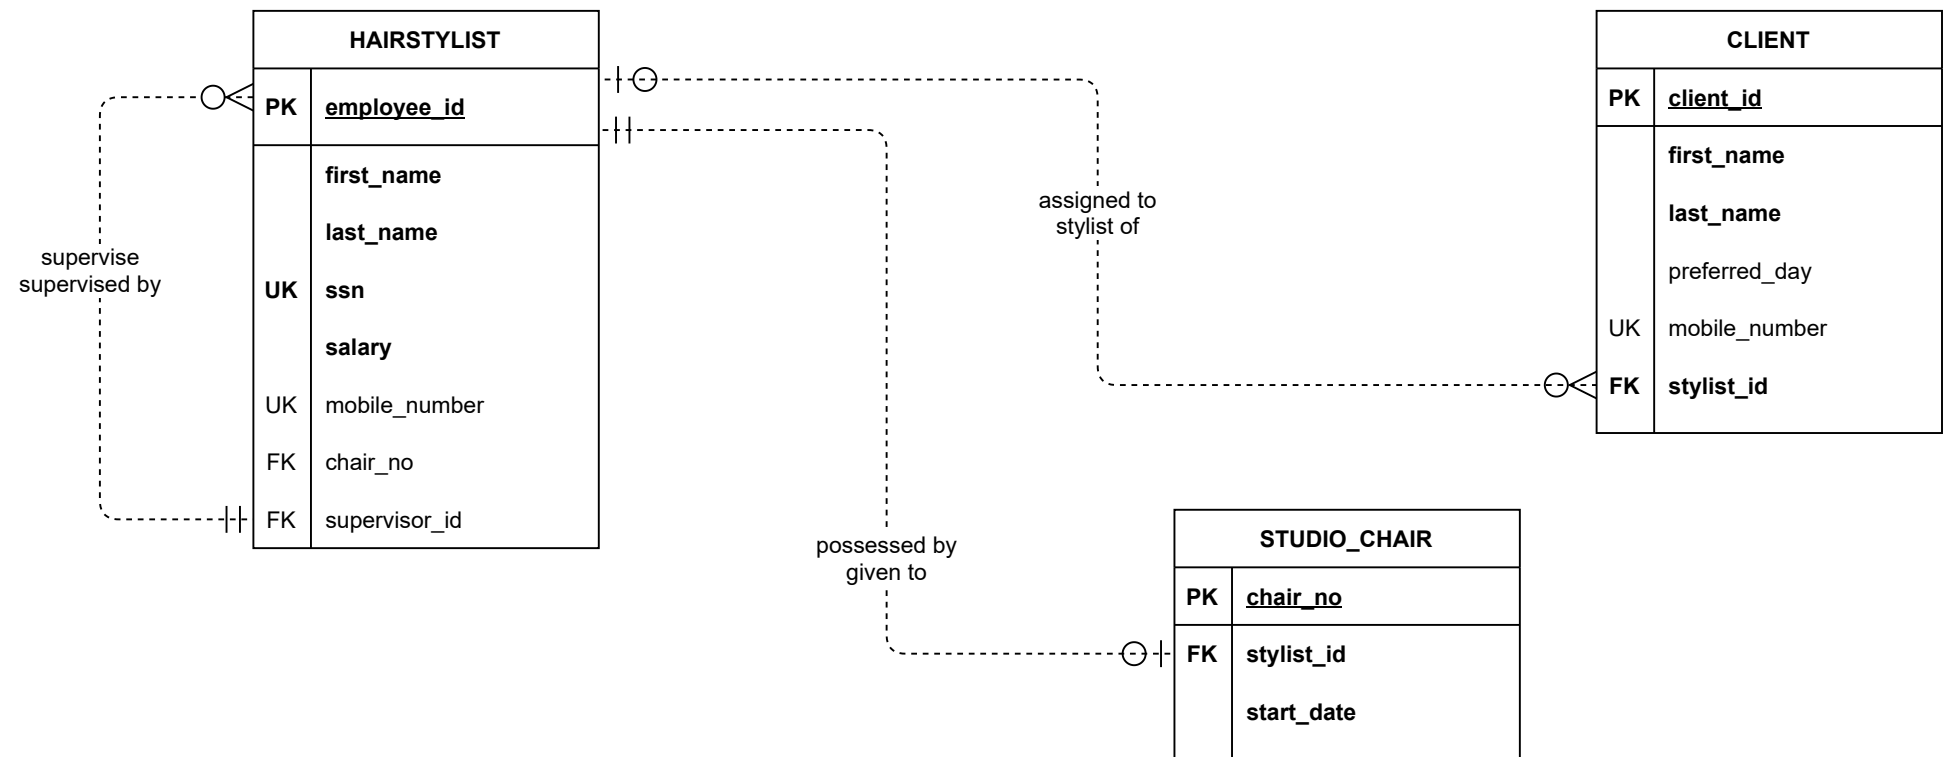 HAIRSTYLIST
PK employee_id
first_name
last_name
UK ssn
salary
UK mobile_number
FK chair_no
FK supervisor_id
supervise
supervised by
assigned to
stylist of
possessed by
given to
CLIENT
PK client_id
first_name
last_name
preferred_day
UK mobile_number
FK stylist_id
STUDIO_CHAIR
PK chair_no
FK stylist_id
start_date